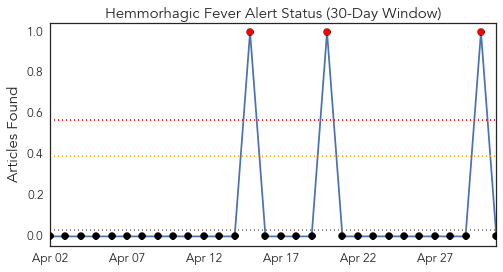 Hemmorhagic Fever Alert Status (30-Day Window)
Articles Found
1.0
0.8
0.6
0.4
0.2
0.0
Apr 02 Apr 07 Apr 12 Apr 17 Apr 22 Apr 27